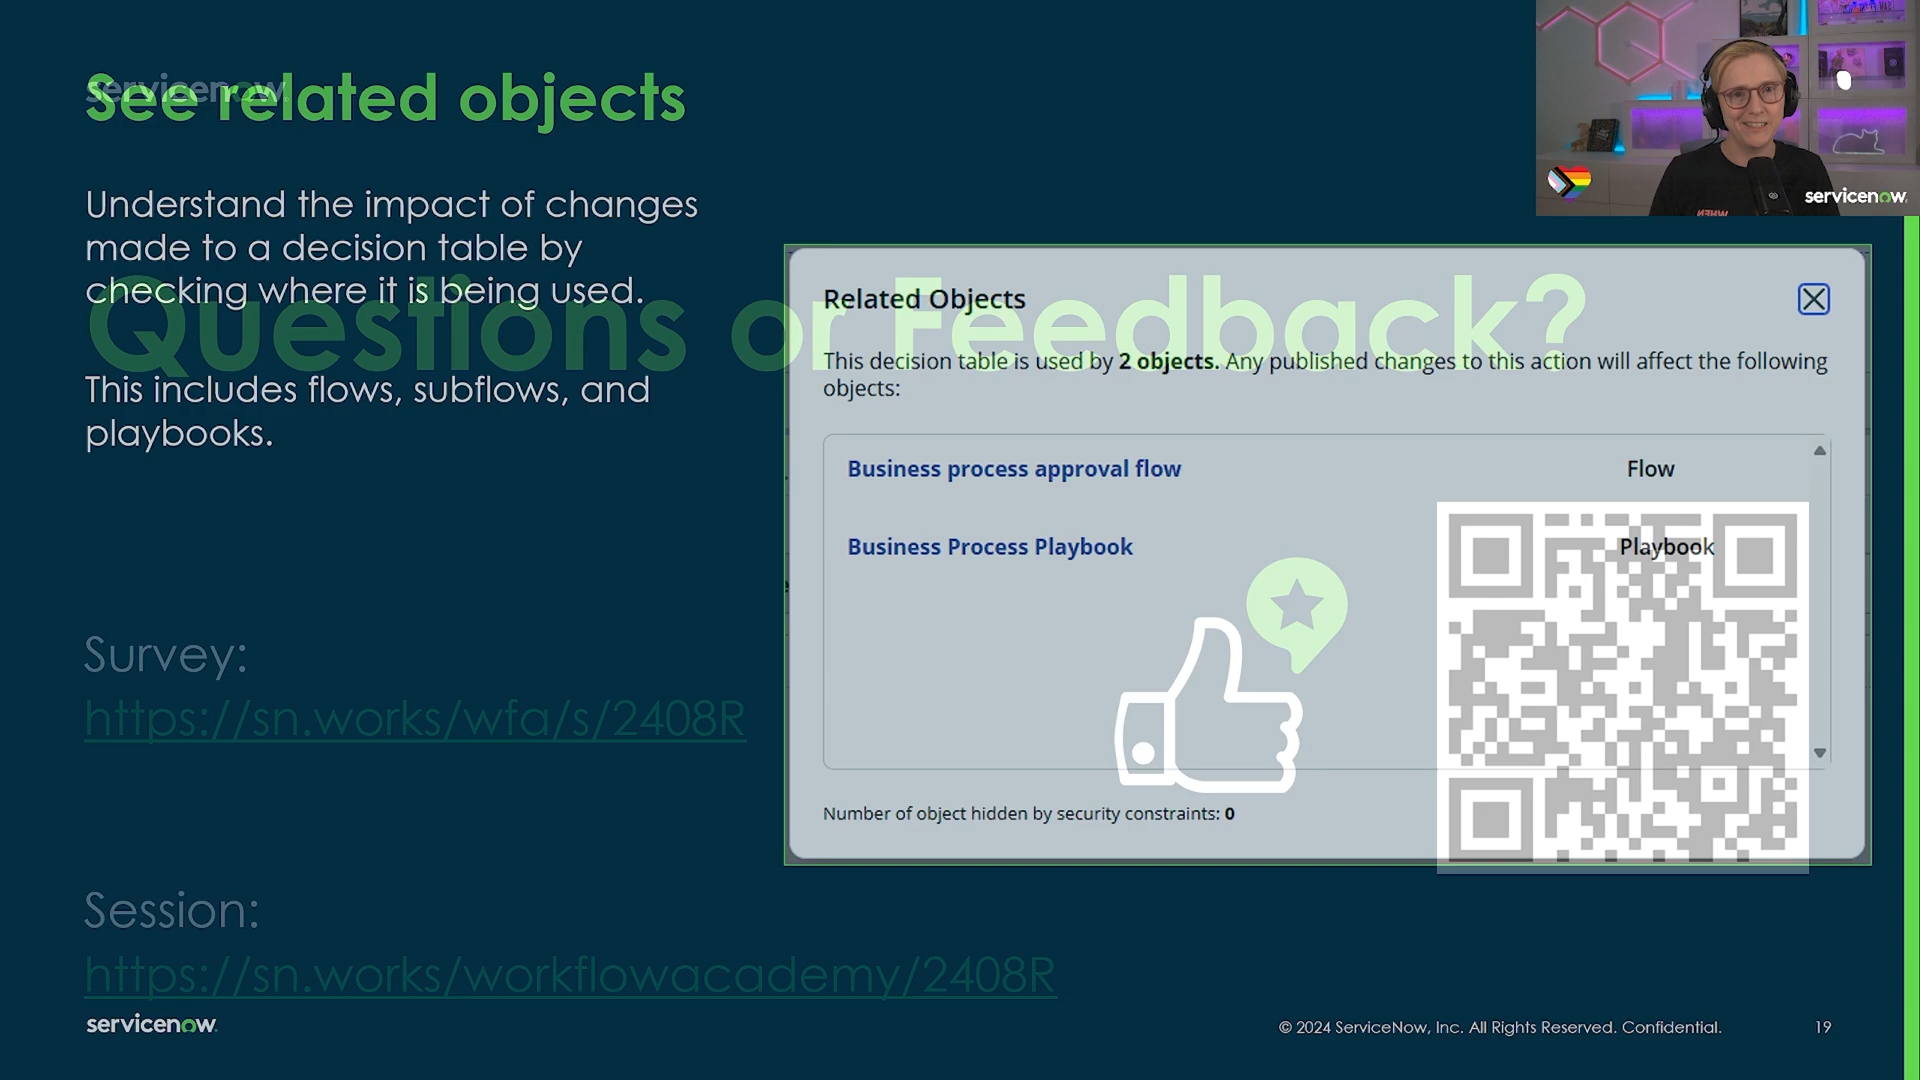 servicenow
See related objects
Understand the impact of changes
made to a decision table by
checking where it is being used.
Questions or Feedback?
This includes flows, subflows, and
playbooks.
Related Objects
This decision table is used by 2 objects. Any published changes to this action will affect the following
objects:
Business process approval flow Flow
Business Process Playbook Playbook
Number of object hidden by security constraints: 0
Survey:
https://sn.works/wfa/s/2408R
Session:
https://sn.works/workflowacademy/2408R
servicenow
© 2024 ServiceNow, Inc. All Rights Reserved. Confidential.
19
servicenow